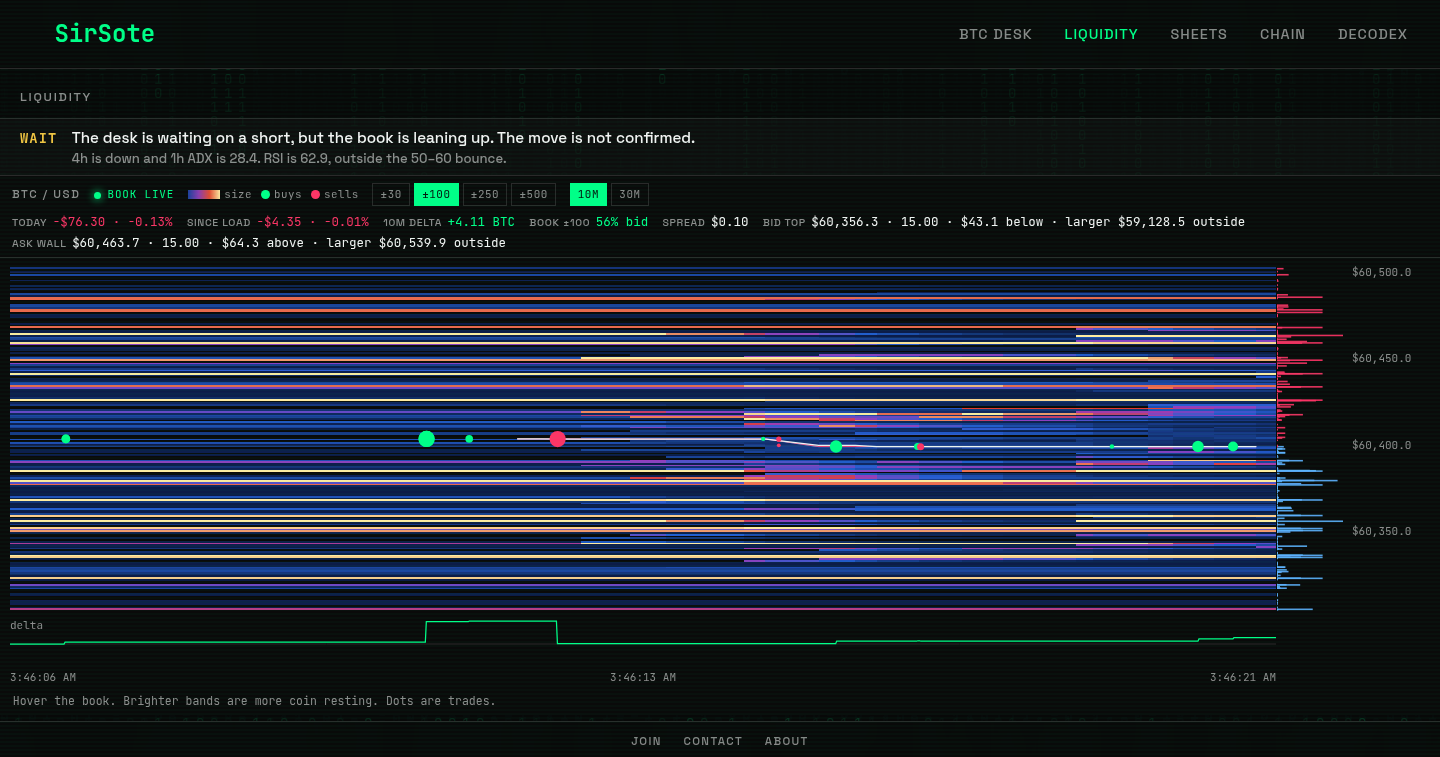 SirSote
BTC DESK LIQUIDITY SHEETS CHAIN DECODEX
LIQUIDITY
WAIT The desk is waiting on a short, but the book is leaning up. The move is not confirmed.
4h is down and 1h ADX is 28.4. RSI is 62.9, outside the 50–60 bounce.
BTC / USD BOOK LIVE size buys sells ±30 ±100 ±250 ±500 10M 30M
TODAY -$76.30 · -0.13% SINCE LOAD -$4.35 · -0.01% 10M DELTA +4.11 BTC BOOK ±100 56% bid SPREAD $0.10 BID TOP $60,356.3 · 15.00 · $43.1 below · larger $59,128.5 outside
ASK WALL $60,463.7 · 15.00 · $64.3 above · larger $60,539.9 outside
$60,500.0
$60,450.0
$60,400.0
$60,350.0
delta
3:46:06 AM 3:46:13 AM 3:46:21 AM
Hover the book. Brighter bands are more coin resting. Dots are trades.
JOIN CONTACT ABOUT